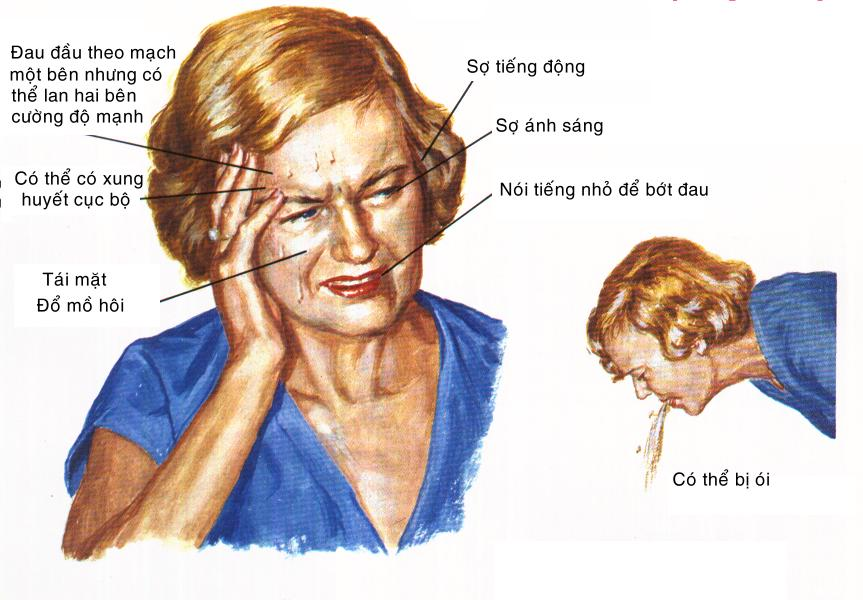 Đau đầu theo mạch
một bên nhưng có
thể lan hai bên
cường độ mạnh
Có thể có xung
huyết cục bộ
Tái mặt
Đổ mồ hôi
Sợ tiếng động
Sợ ánh sáng
Nói tiếng nhỏ để bớt đau
Có thể bị ói